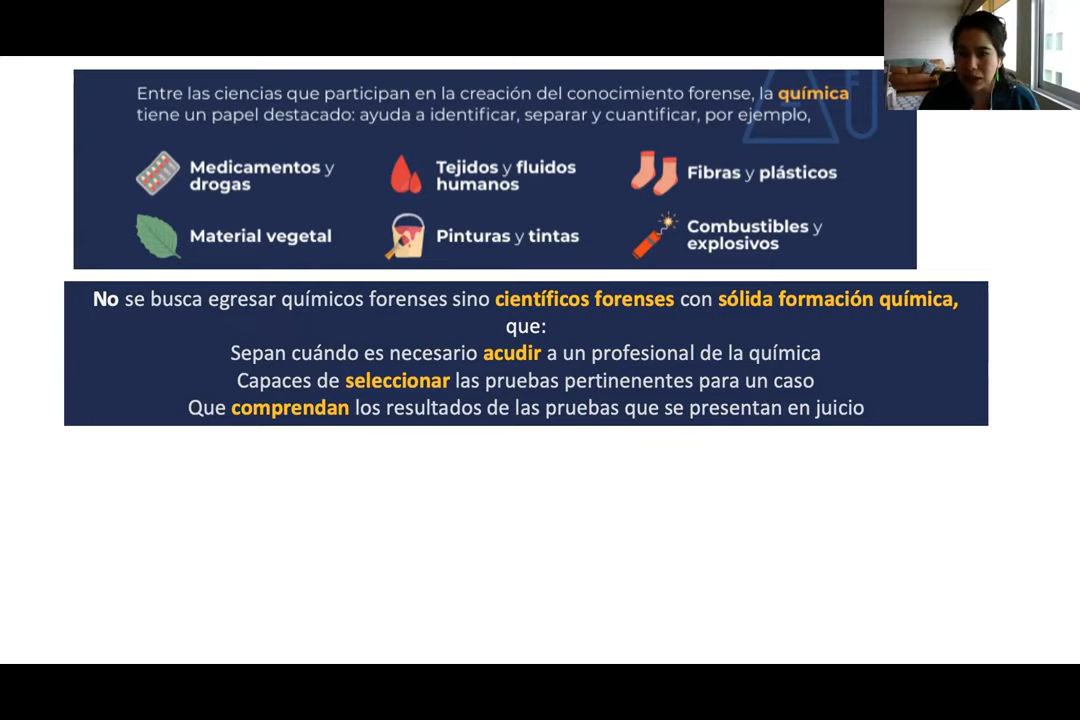 Entre las ciencias que participan en la creación del conocimiento forense, la química
tiene un papel destacado: ayuda a identificar, separar y cuantificar, por ejemplo,
Medicamentos y
drogas
Tejidos y fluidos
humanos
Fibras y plásticos
Material vegetal
Pinturas y tintas
Combustibles y
explosivos
No se busca egresar químicos forenses sino científicos forenses con sólida formación química,
que:
Sepan cuándo es necesario acudir a un profesional de la química
Capaces de seleccionar las pruebas pertinenentes para un caso
Que comprendan los resultados de las pruebas que se presentan en juicio